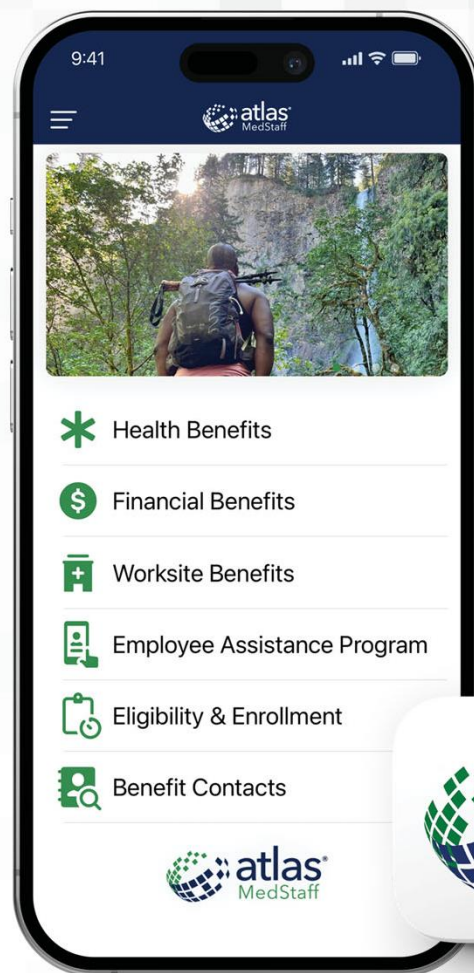 9:41
atlas
MedStaff
Health Benefits
$
Financial Benefits
Worksite Benefits
Employee Assistance Program
Eligibility & Enrollment
Benefit Contacts
atlas
MedStaff